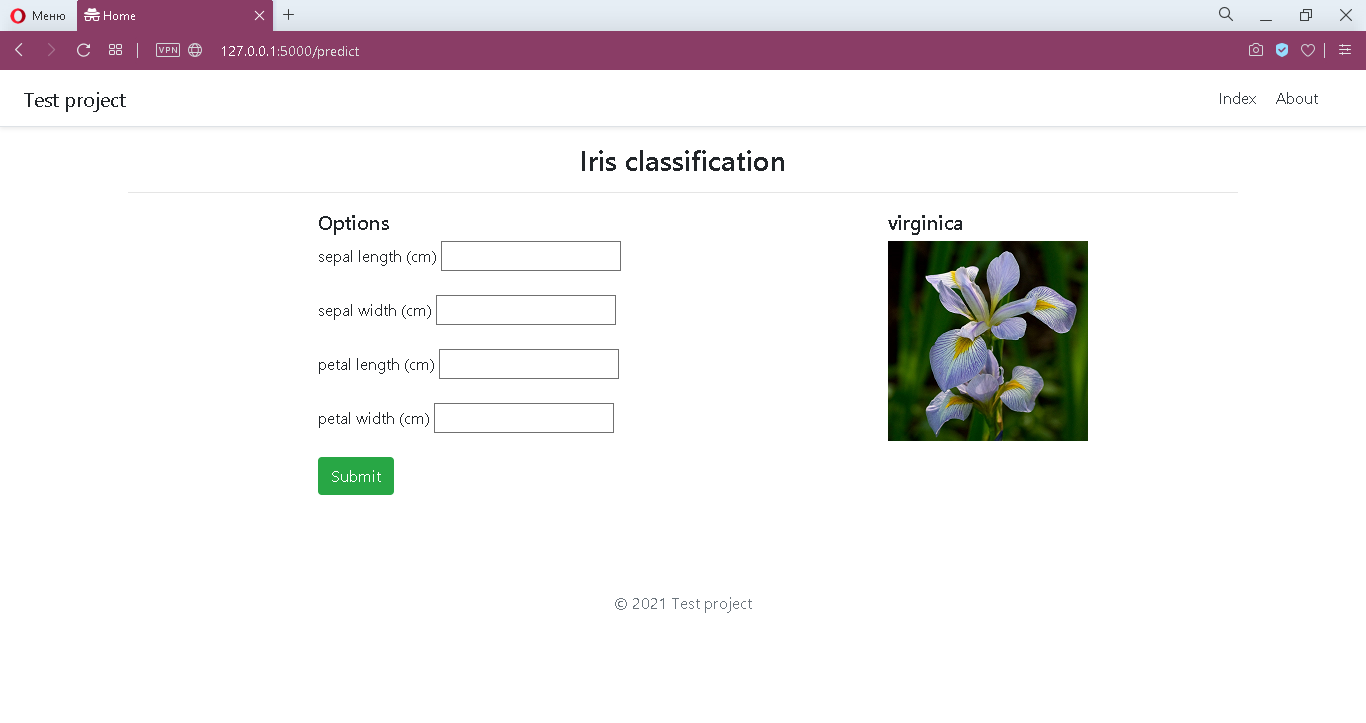 Меню Home
VPN 127.0.0.1:5000/predict
Test project Index About
Iris classification
Options
sepal length (cm)
sepal width (cm)
petal length (cm)
petal width (cm)
Submit
virginica
© 2021 Test project